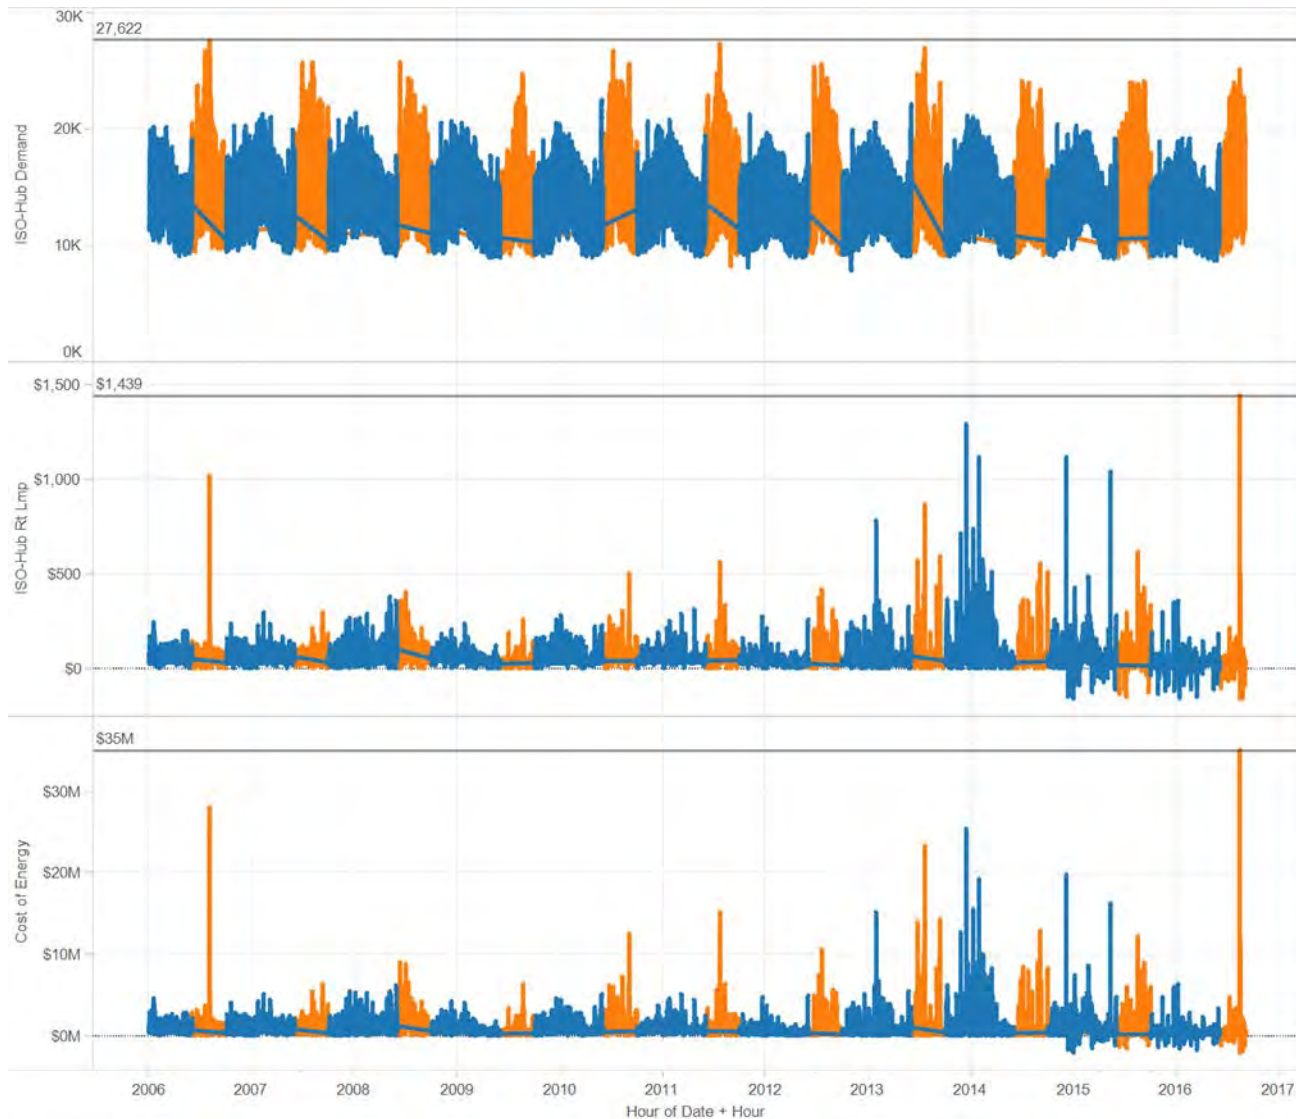 30K
27,622
20K
10K
0K
ISO-Hub Demand
$1,500
$1,439
$1,000
$500
$0
ISO-Hub Rt Lmp
$35M
$30M
$20M
$10M
$0M
Cost of Energy
2006 2007 2008 2009 2010 2011 2012 2013 2014 2015 2016 2017
Hour of Date + Hour